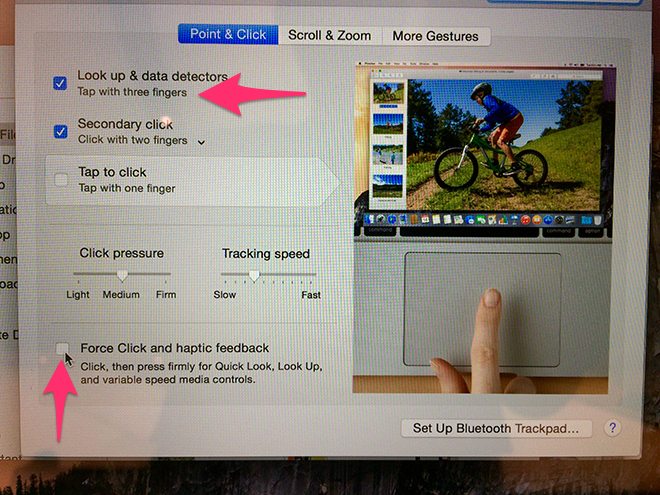 Point & Click
Scroll & Zoom
More Gestures
Look up & data detectors
Tap with three fingers
Secondary click
Click with two fingers
Tap to click
Tap with one finger
Click pressure
Tracking speed
Light
Medium
Firm
Slow
Fast
Force Click and haptic feedback
Click, then press firmly for Quick Look, Look Up,
and variable speed media controls.
command
command
option
Set Up Bluetooth Trackpad...
?